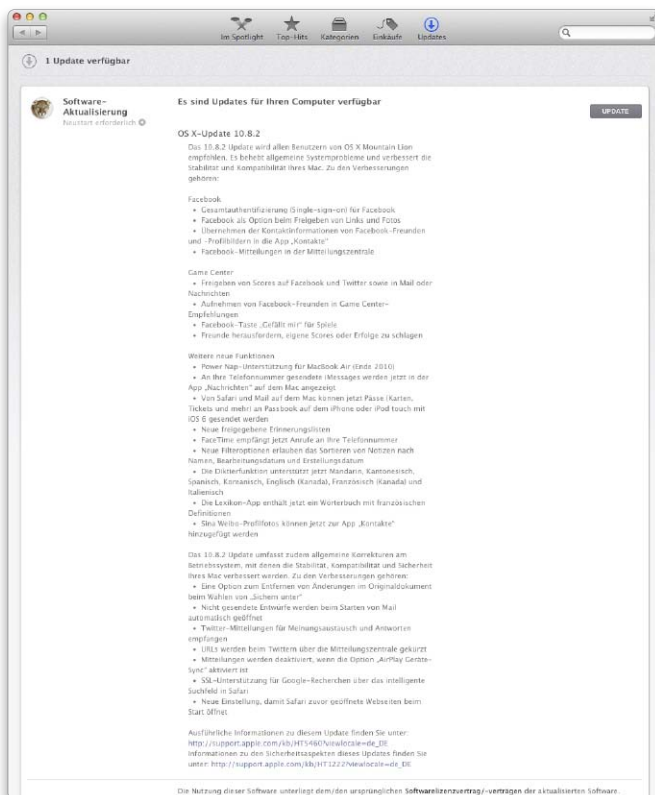 Im Spotlight Top-Hits Kategorien Einkäufe Updates
1 Update verfügbar
Software-Aktualisierung
Neustart erforderlich
Es sind Updates für Ihren Computer verfügbar
UPDATE
OS X-Update 10.8.2
Das 10.8.2 Update wird allen Benutzern von OS X Mountain Lion
empfohlen. Es behebt allgemeine Systemprobleme und verbessert die
Stabilität und Kompatibilität Ihres Mac. Zu den Verbesserungen
gehören:
Facebook
• Gesamtauthentifizierung (Single-sign-on) für Facebook
• Facebook als Option beim Freigeben von Links und Fotos
• Übernehmen der Kontaktinformationen von Facebook-Freunden
und -Profilbildern in die App „Kontakte“
• Facebook-Mitteilungen in der Mitteilungszentrale
Game Center
• Freigeben von Scores auf Facebook und Twitter sowie in Mail oder
Nachrichten
• Aufnehmen von Facebook-Freunden in Game Center-
Empfehlungen
• Facebook-Taste „Gefällt mir“ für Spiele
• Freunde herausfordern, eigene Scores oder Erfolge zu schlagen
Weitere neue Funktionen
• Power Nap-Unterstützung für MacBook Air (Ende 2010)
• An Ihre Telefonnummer gesendete iMessages werden jetzt in der
App „Nachrichten“ auf dem Mac angezeigt
• Von Safari und Mail auf dem Mac können jetzt Pässe (Karten,
Tickets und mehr) an Passbook auf dem iPhone oder iPod touch mit
iOS 6 gesendet werden
• Neue freigegebene Erinnerungslisten
• FaceTime empfängt jetzt Anrufe an Ihre Telefonnummer
• Neue Filteroptionen erlauben das Sortieren von Notizen nach
Namen, Bearbeitungsdatum und Erstellungsdatum
• Die Diktierfunktion unterstützt jetzt Mandarin, Kantonesisch,
Spanisch, Koreanisch, Englisch (Kanada), Französisch (Kanada) und
Italienisch
• Die Lexikon-App enthält jetzt ein Wörterbuch mit französischen
Definitionen
• Sina Weibo-Profilfotos können jetzt zur App „Kontakte“
hinzugefügt werden
Das 10.8.2 Update umfasst zudem allgemeine Korrekturen am
Betriebssystem, mit denen die Stabilität, Kompatibilität und Sicherheit
Ihres Mac verbessert werden. Zu den Verbesserungen gehören:
• Eine Option zum Entfernen von Änderungen im Originaldokument
beim Wählen von „Sichern unter“
• Nicht gesendete Entwürfe werden beim Starten von Mail
automatisch geöffnet
• Twitter-Mitteilungen für Meinungsaustausch und Antworten
empfangen
• URLs werden beim Twittern über die Mitteilungszentrale gekürzt
• Mitteilungen werden deaktiviert, wenn die Option „AirPlay Geräte-
Sync“ aktiviert ist
• SSL-Unterstützung für Google-Recherchen über das intelligente
Suchfeld in Safari
• Neue Einstellung, damit Safari zuvor geöffnete Webseiten beim
Start öffnet
Ausführliche Informationen zu diesem Update finden Sie unter:
http://support.apple.com/kb/HT5460?viewlocale=de_DE
Informationen zu den Sicherheitsaspekten dieses Updates finden Sie
unter: http://support.apple.com/kb/HT1222?viewlocale=de_DE
Die Nutzung dieser Software unterliegt dem/den ursprünglichen Softwarelizenzvertrag/-verträgen der aktualisierten Software.